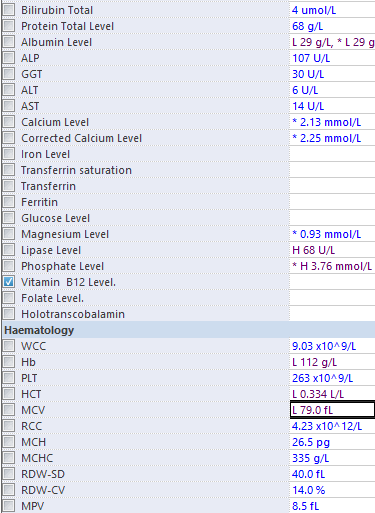 Bilirubin Total 4 umol/L
Protein Total Level 68 g/L
Albumin Level L 29 g/L, * L 29 g
ALP 107 U/L
GGT 30 U/L
ALT 6 U/L
AST 14 U/L
Calcium Level * 2.13 mmol/L
Corrected Calcium Level * 2.25 mmol/L
Iron Level
Transferrin saturation
Transferrin
Ferritin
Glucose Level
Magnesium Level * 0.93 mmol/L
Lipase Level H 68 U/L
Phosphate Level * H 3.76 mmol/L
Vitamin B12 Level.
Folate Level.
Holotranscobalamin
Haematology
WCC 9.03 x10^9/L
Hb L 112 g/L
PLT 263 x10^9/L
HCT L 0.334 L/L
MCV L 79.0 fL
RCC 4.23 x10^12/L
MCH 26.5 pg
MCHC 335 g/L
RDW-SD 40.0 fL
RDW-CV 14.0 %
MPV 8.5 fL